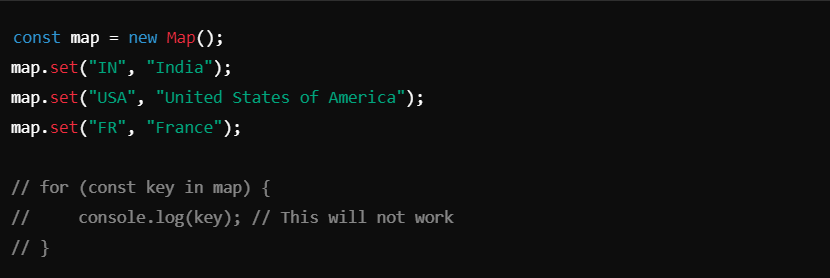 const map = new Map();
map.set("IN", "India");
map.set("USA", "United States of America");
map.set("FR", "France");
// for (const key in map) {
//     console.log(key); // This will not work
// }